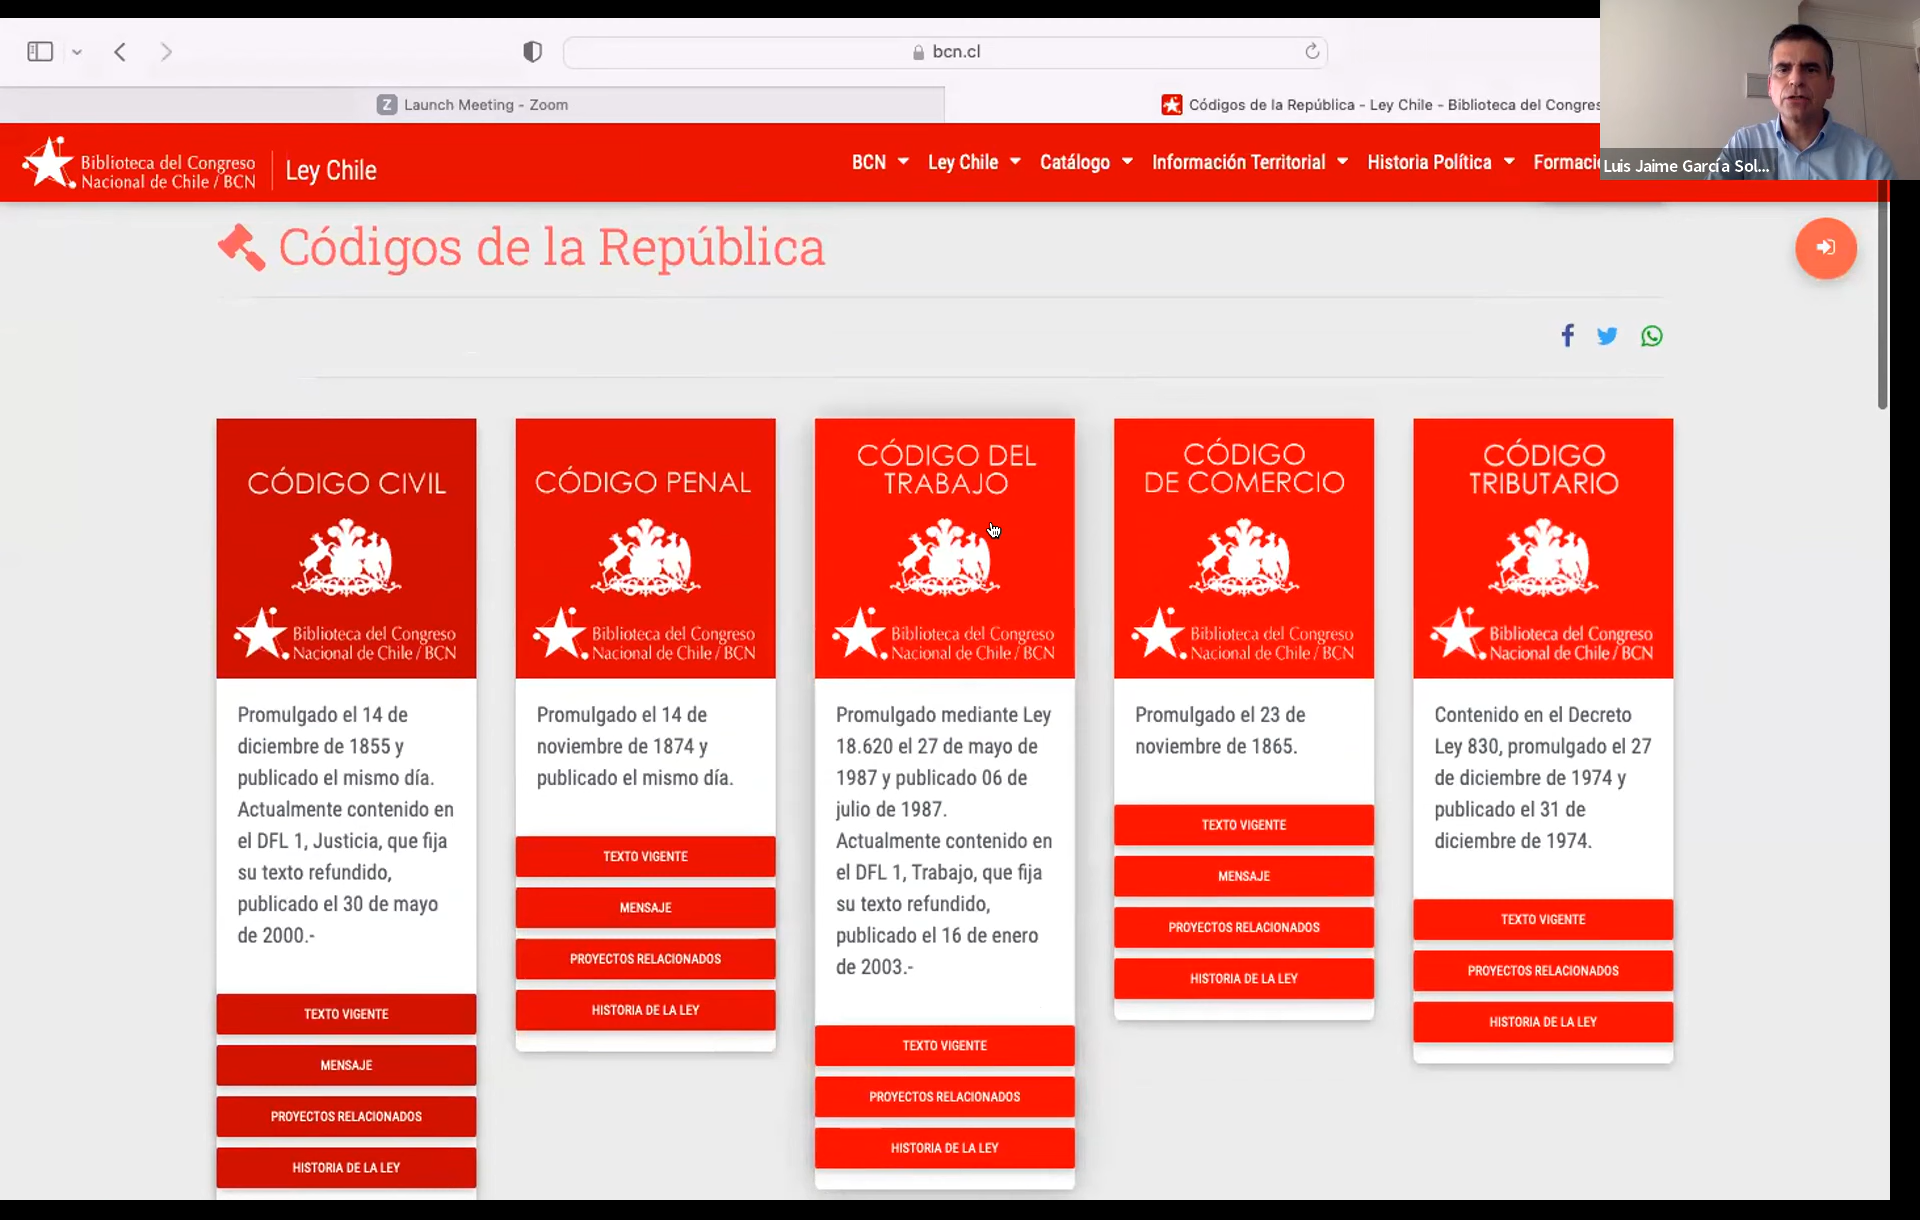 bcn.cl
Z Launch Meeting - Zoom
Códigos de la República - Ley Chile - Biblioteca del Congres
Biblioteca del Congreso
Nacional de Chile / BCN
Ley Chile
BCN
Ley Chile
Catálogo
Información Territorial
Historia Política
Formaci
Luis Jaime García Sol...
Códigos de la República
CÓDIGO CIVIL
Biblioteca del Congreso
Nacional de Chile / BCN
Promulgado el 14 de
diciembre de 1855 y
publicado el mismo día.
Actualmente contenido en
el DFL 1, Justicia, que fija
su texto refundido,
publicado el 30 de mayo
de 2000.-
TEXTO VIGENTE
MENSAJE
PROYECTOS RELACIONADOS
HISTORIA DE LA LEY
CÓDIGO PENAL
Biblioteca del Congreso
Nacional de Chile / BCN
Promulgado el 14 de
noviembre de 1874 y
publicado el mismo día.
TEXTO VIGENTE
MENSAJE
PROYECTOS RELACIONADOS
HISTORIA DE LA LEY
CÓDIGO DEL
TRABAJO
Biblioteca del Congreso
Nacional de Chile / BCN
Promulgado mediante Ley
18.620 el 27 de mayo de
1987 y publicado 06 de
julio de 1987.
Actualmente contenido en
el DFL 1, Trabajo, que fija
su texto refundido,
publicado el 16 de enero
de 2003.-
TEXTO VIGENTE
PROYECTOS RELACIONADOS
HISTORIA DE LA LEY
CÓDIGO
DE COMERCIO
Biblioteca del Congreso
Nacional de Chile / BCN
Promulgado el 23 de
noviembre de 1865.
TEXTO VIGENTE
MENSAJE
PROYECTOS RELACIONADOS
HISTORIA DE LA LEY
CÓDIGO
TRIBUTARIO
Biblioteca del Congreso
Nacional de Chile / BCN
Contenido en el Decreto
Ley 830, promulgado el 27
de diciembre de 1974 y
publicado el 31 de
diciembre de 1974.
TEXTO VIGENTE
PROYECTOS RELACIONADOS
HISTORIA DE LA LEY